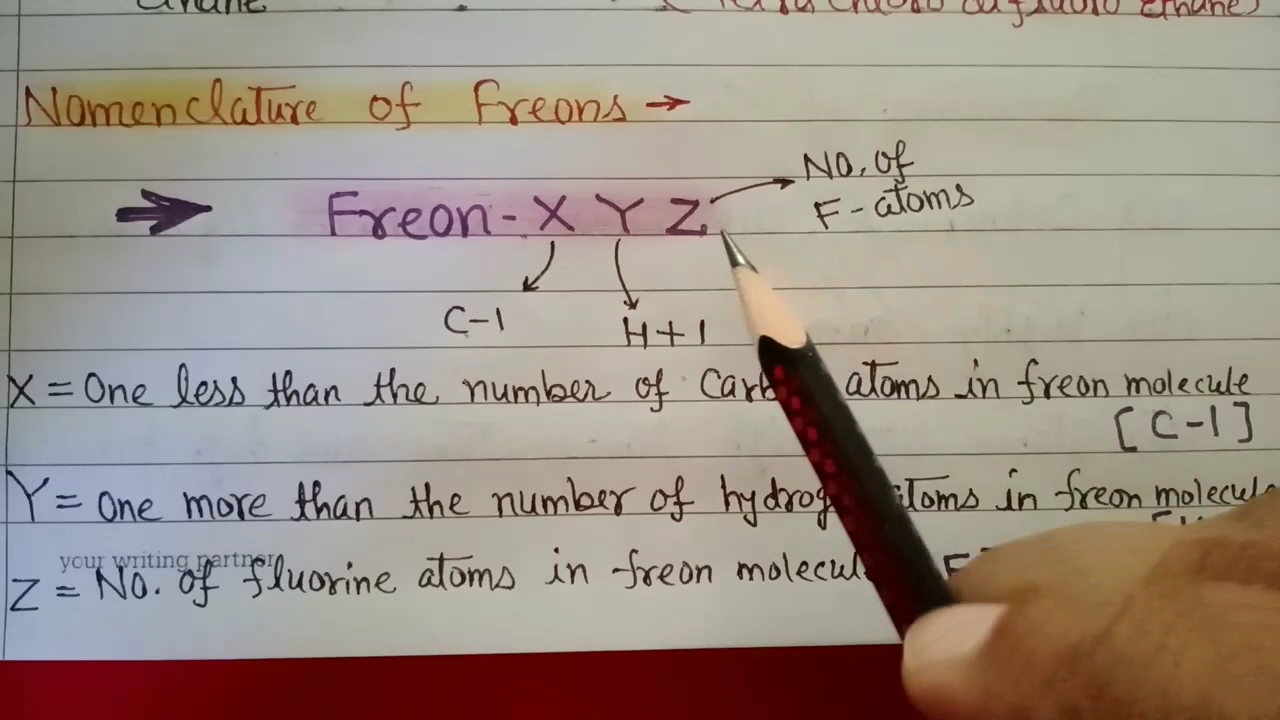 Nomenclature of Freons →
No. of
Freon - X Y Z
F - atoms
C-1
H+1
X = One less than the number of Carb atoms in freon molecule
[C-1]
Y = One more than the number of hydrog atoms in freon molecul
your writing partner
Z = No. of fluorine atoms in freon molecul